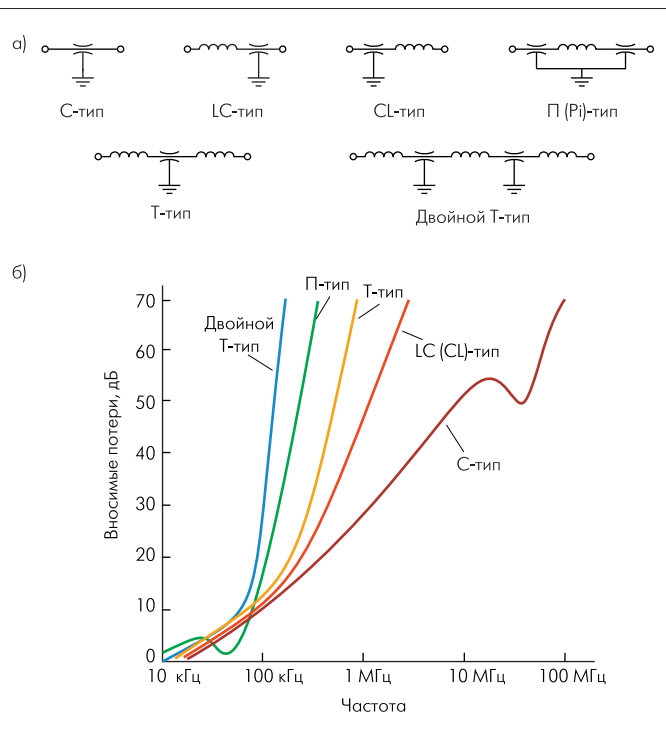 а)
С-тип
LC-тип
CL-тип
П (Pi)-тип
Т-тип
Двойной Т-тип
б)
Вносимые потери, дБ
70
60
50
40
30
20
10
0
Двойной
Т-тип
П-тип
Т-тип
LC (CL)-тип
С-тип
10 кГц
100 кГц
1 МГц
10 МГц
100 МГц
Частота